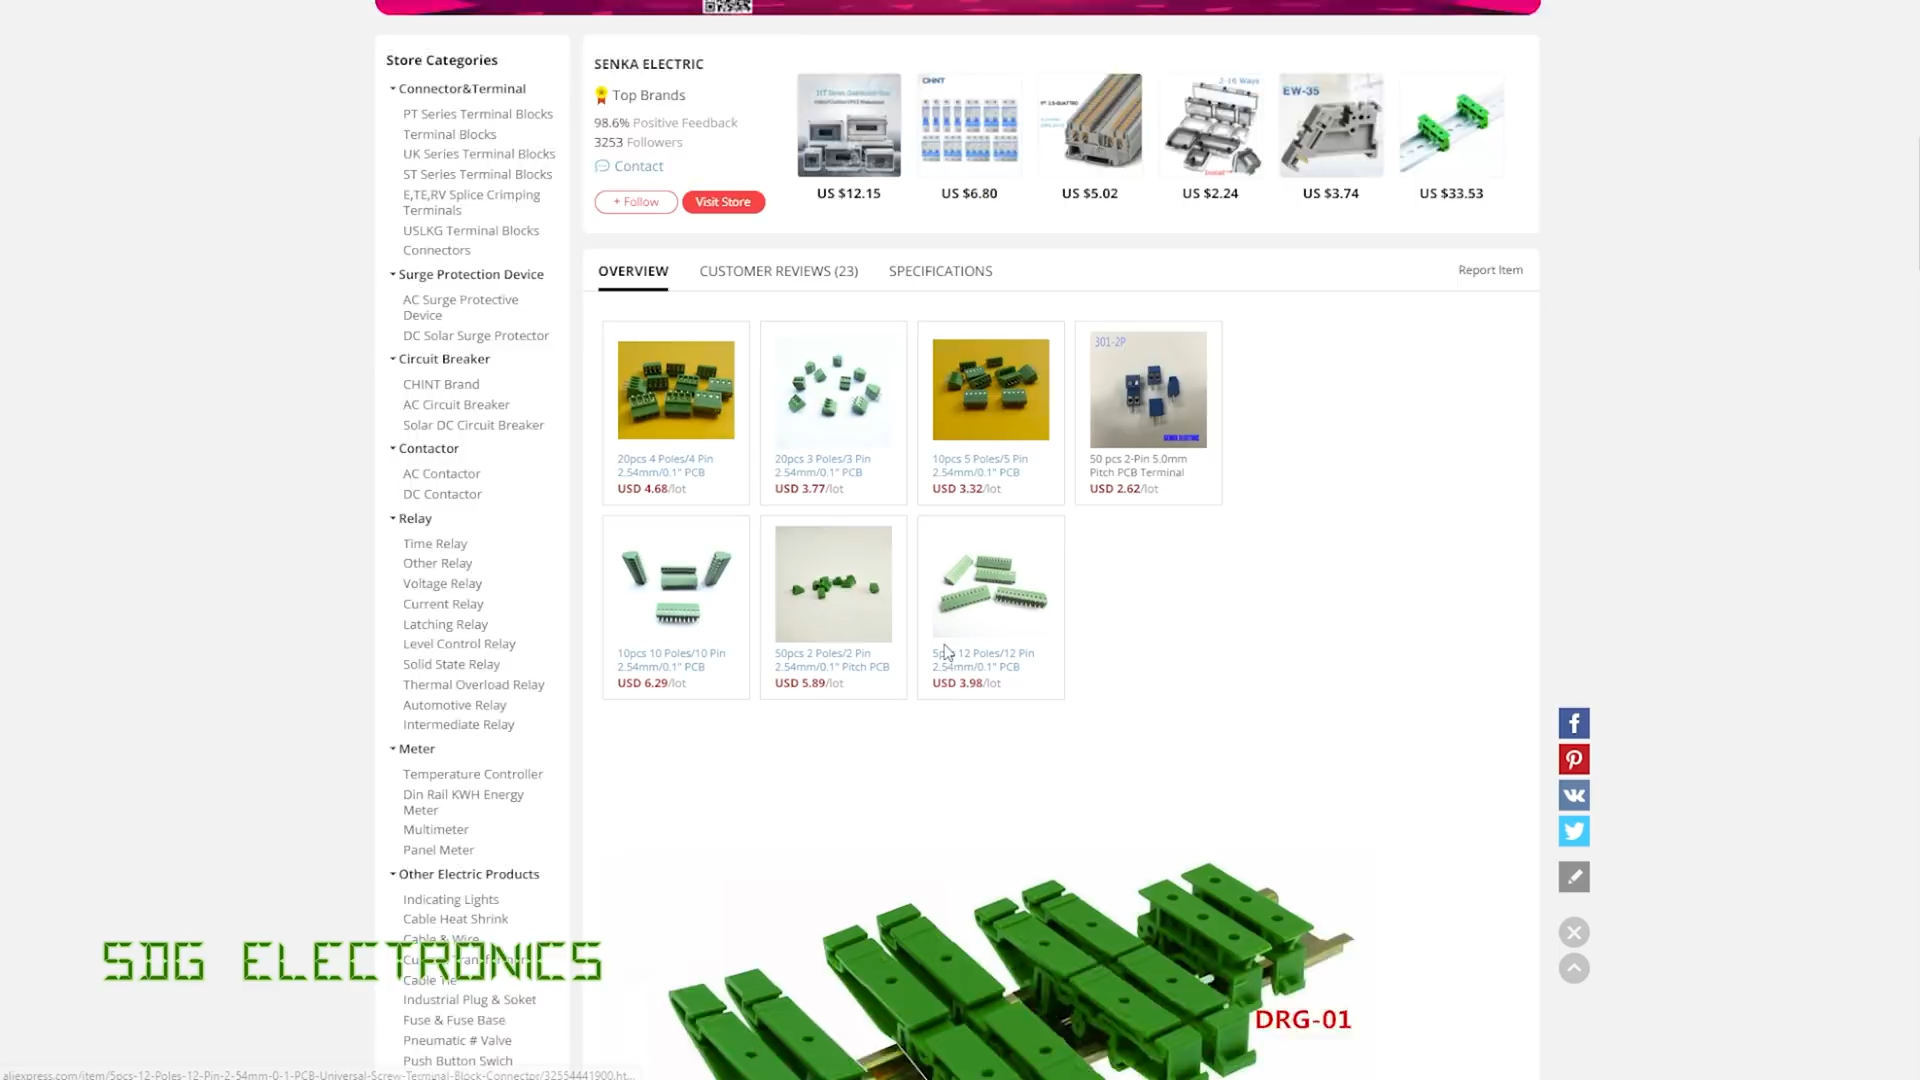 Store Categories
Connector&Terminal
PT Series Terminal Blocks
Terminal Blocks
UK Series Terminal Blocks
ST Series Terminal Blocks
E,TE,RV Splice Crimping
Terminals
USLKG Terminal Blocks
Connectors
Surge Protection Device
AC Surge Protective
Device
DC Solar Surge Protector
Circuit Breaker
CHINT Brand
AC Circuit Breaker
Solar DC Circuit Breaker
Contactor
AC Contactor
DC Contactor
Relay
Time Relay
Other Relay
Voltage Relay
Current Relay
Latching Relay
Level Control Relay
Solid State Relay
Thermal Overload Relay
Automotive Relay
Intermediate Relay
Meter
Temperature Controller
Din Rail KWH Energy
Meter
Multimeter
Panel Meter
Other Electric Products
Indicating Lights
Cable Heat Shrink
Cable & Wire
Cable Tie
Industrial Plug & Soket
Fuse & Fuse Base
Pneumatic # Valve
Push Button Swich
SENKA ELECTRIC
Top Brands
98.6% Positive Feedback
3253 Followers
Contact
+ Follow
Visit Store
HT Series Distribution Box
CHNT
2-16 Ways
EW-35
US $12.15
US $6.80
US $5.02
US $2.24
US $3.74
US $33.53
OVERVIEW
CUSTOMER REVIEWS (23)
SPECIFICATIONS
Report Item
20pcs 4 Poles/4 Pin
2.54mm/0.1" PCB
USD 4.68/lot
20pcs 3 Poles/3 Pin
2.54mm/0.1" PCB
USD 3.77/lot
10pcs 5 Poles/5 Pin
2.54mm/0.1" PCB
USD 3.32/lot
301-2P
SENKA ELECTRIC
50 pcs 2-Pin 5.0mm
Pitch PCB Terminal
USD 2.62/lot
10pcs 10 Poles/10 Pin
2.54mm/0.1" PCB
USD 6.29/lot
50pcs 2 Poles/2 Pin
2.54mm/0.1" Pitch PCB
USD 5.89/lot
12 Poles/12 Pin
2.54mm/0.1" PCB
USD 3.98/lot
DRG-01
SDG ELECTRONICS
aliexpress.com/item/5pcs-12-Poles-12-Pin-2-54mm-0-1-PCB-Universal-Screw-Terminal-Block-Connector/32554441900.ht...